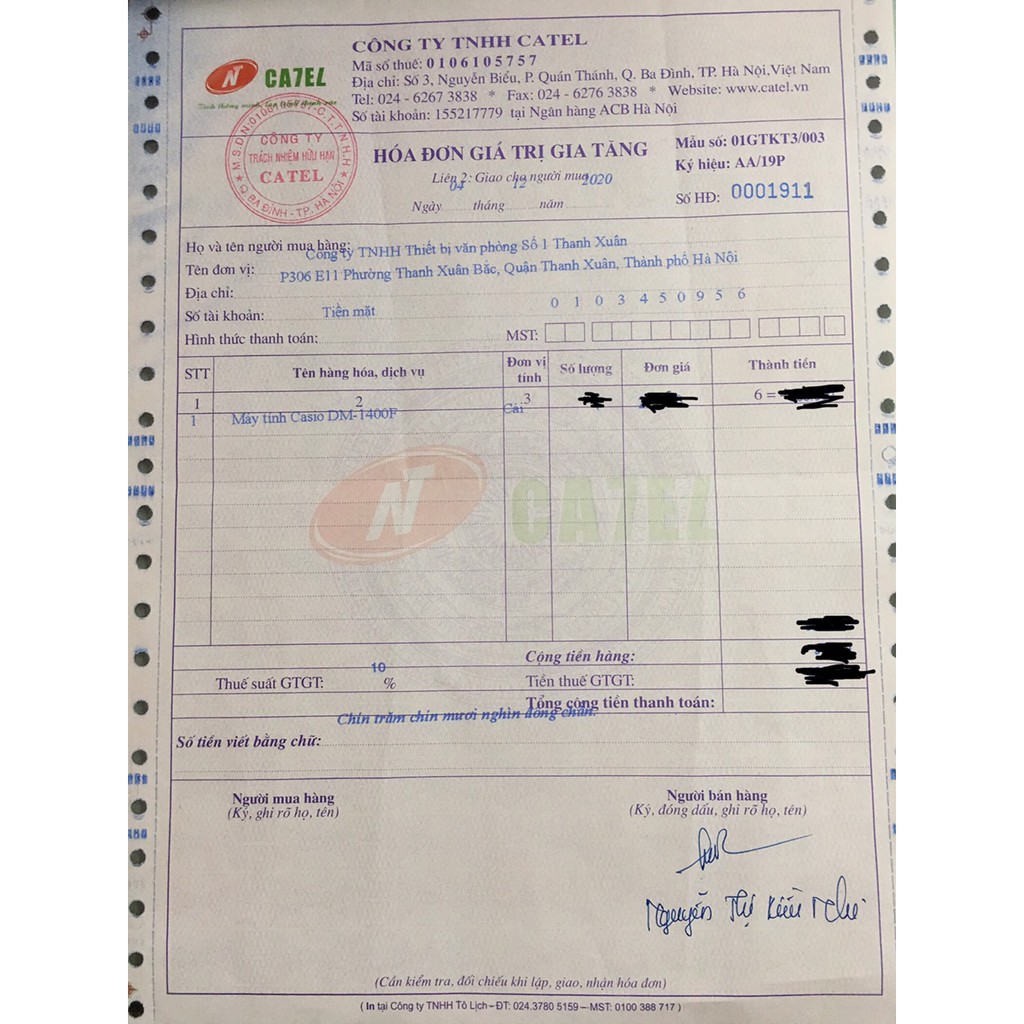 CÔNG TY TNHH CATEL
Mã số thuế: 0106105757
Địa chỉ: Số 3, Nguyễn Biểu, P. Quán Thánh, Q. Ba Đình, TP. Hà Nội,Việt Nam
Tel: 024 - 6267 3838 * Fax: 024 - 6276 3838 * Website: www.catel.vn
Số tài khoản: 155217779 tại Ngân hàng ACB Hà Nội
CA7EL
CÔNG TY
TRÁCH NHIỆM HỮU HẠN
CATEL
Q. BA ĐÌNH - TP. HÀ NỘI
HÓA ĐƠN GIÁ TRỊ GIA TĂNG
Liên 2: Giao cho người mua
04 12 2020
Ngày tháng năm
Mẫu số: 01GTKT3/003
Ký hiệu: AA/19P
Số HĐ: 0001911
Họ và tên người mua hàng:
Công ty TNHH Thiết bị văn phòng Số 1 Thanh Xuân
Tên đơn vị:
P306 E11 Phường Thanh Xuân Bắc, Quận Thanh Xuân, Thành phố Hà Nội
Địa chỉ:
0 1 0 3 4 5 0 9 5 6
Số tài khoản: Tiền mặt
Hình thức thanh toán: MST:
STT Tên hàng hóa, dịch vụ Đơn vị tính Số lượng Đơn giá Thành tiền
1 2 3 6 =
1 Máy tính Casio DM-1400F Cái
CA7EL
Cộng tiền hàng:
10
Thuế suất GTGT: % Tiền thuế GTGT:
Tổng cộng tiền thanh toán:
Chín trăm chín mươi nghìn đồng chẵn.
Số tiền viết bằng chữ:
Người mua hàng Người bán hàng
(Ký, ghi rõ họ, tên) (Ký, đóng dấu, ghi rõ họ, tên)
Nguyễn Thị
(Cần kiểm tra, đối chiếu khi lập, giao, nhận hóa đơn)
( In tại Công ty TNHH Tô Lịch – ĐT: 024.3780 5159 – MST: 0100 388 717 )